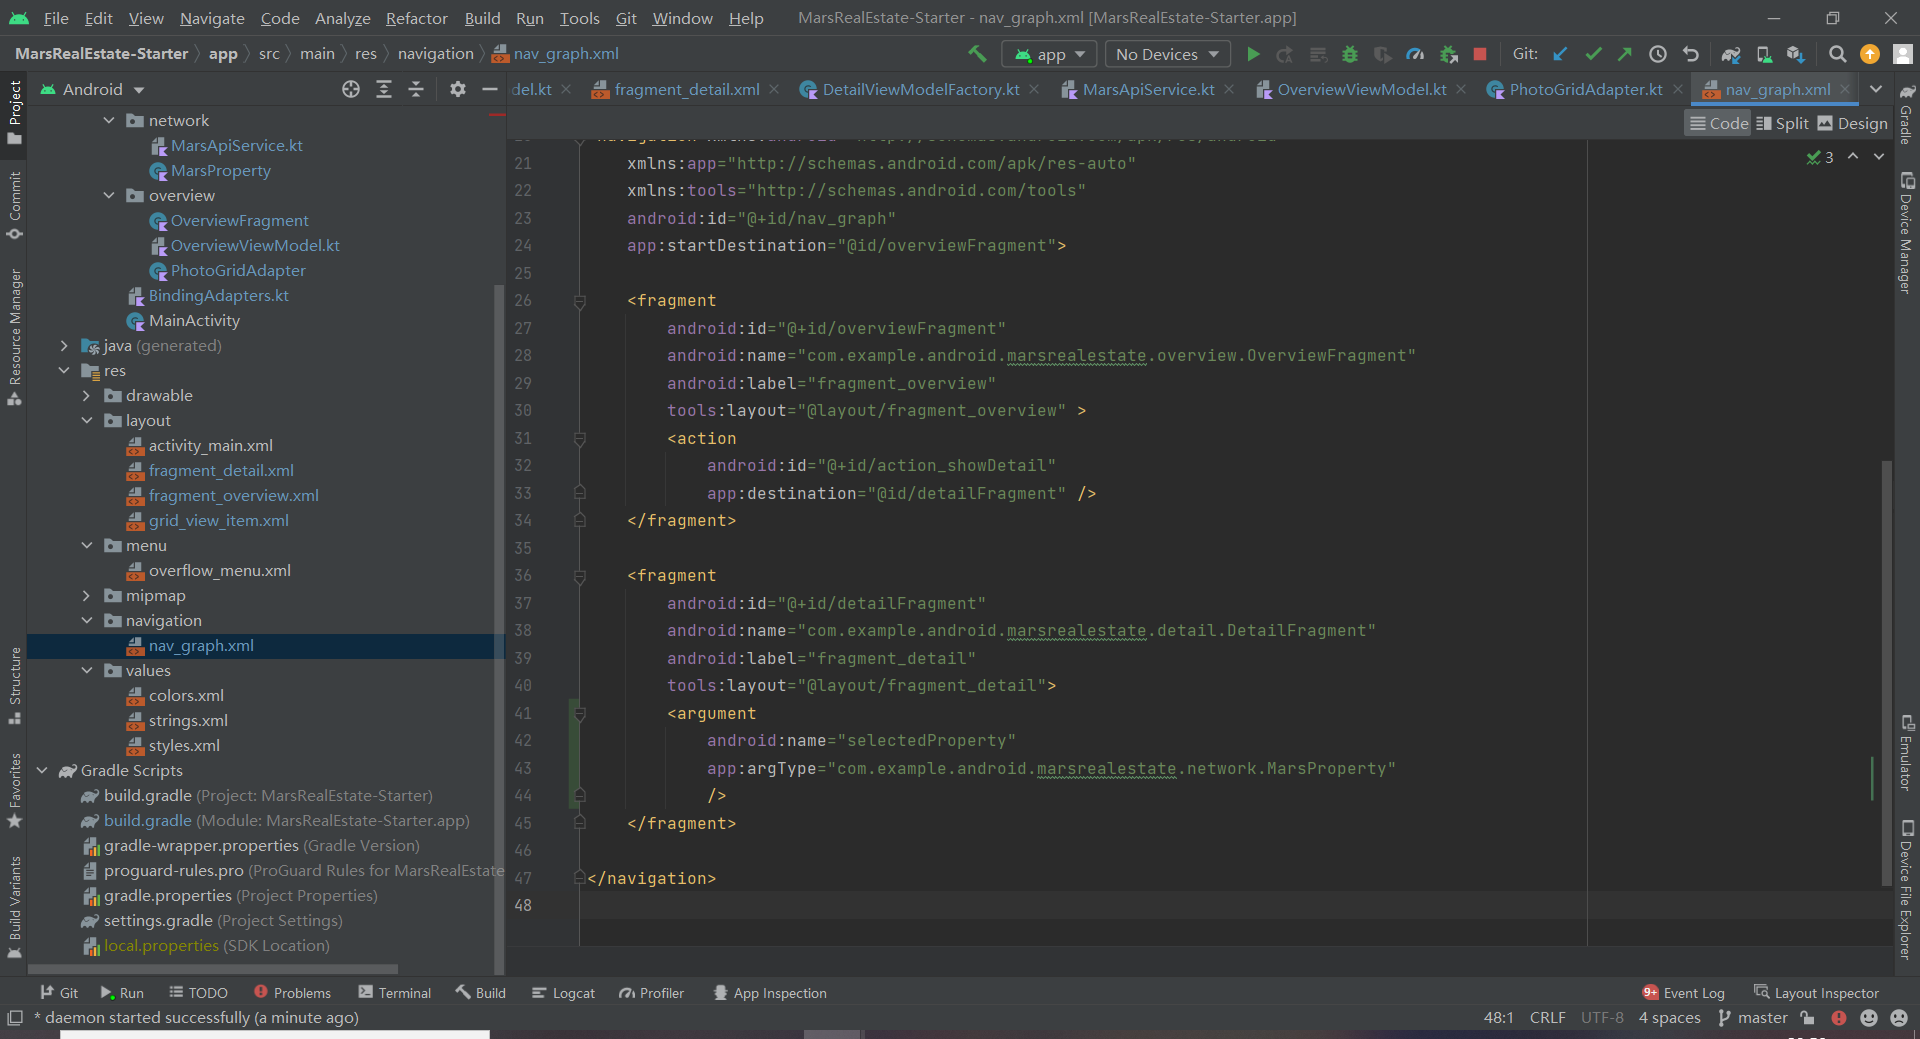 File Edit View Navigate Code Analyze Refactor Build Run Tools Git Window Help MarsRealEstate-Starter - nav_graph.xml [MarsRealEstate-Starter.app]
MarsRealEstate-Starter app src main res navigation nav_graph.xml app No Devices Git:
Android
del.kt fragment_detail.xml DetailViewModelFactory.kt MarsApiService.kt OverviewViewModel.kt PhotoGridAdapter.kt nav_graph.xml
Code Split Design
3
Project
Commit
Resource Manager
Structure
Favorites
Build Variants
network
MarsApiService.kt
MarsProperty
overview
OverviewFragment
OverviewViewModel.kt
PhotoGridAdapter
BindingAdapters.kt
MainActivity
java (generated)
res
drawable
layout
activity_main.xml
fragment_detail.xml
fragment_overview.xml
grid_view_item.xml
menu
overflow_menu.xml
mipmap
navigation
nav_graph.xml
values
colors.xml
strings.xml
styles.xml
Gradle Scripts
build.gradle (Project: MarsRealEstate-Starter)
build.gradle (Module: MarsRealEstate-Starter.app)
gradle-wrapper.properties (Gradle Version)
proguard-rules.pro (ProGuard Rules for MarsRealEstate
gradle.properties (Project Properties)
settings.gradle (Project Settings)
local.properties (SDK Location)
21 xmlns:app="http://schemas.android.com/apk/res-auto"
22 xmlns:tools="http://schemas.android.com/tools"
23 android:id="@+id/nav_graph"
24 app:startDestination="@id/overviewFragment">
25
26 <fragment
27 android:id="@+id/overviewFragment"
28 android:name="com.example.android.marsrealestate.overview.OverviewFragment"
29 android:label="fragment_overview"
30 tools:layout="@layout/fragment_overview" >
31 <action
32 android:id="@+id/action_showDetail"
33 app:destination="@id/detailFragment" />
34 </fragment>
35
36 <fragment
37 android:id="@+id/detailFragment"
38 android:name="com.example.android.marsrealestate.detail.DetailFragment"
39 android:label="fragment_detail"
40 tools:layout="@layout/fragment_detail">
41 <argument
42 android:name="selectedProperty"
43 app:argType="com.example.android.marsrealestate.network.MarsProperty"
44 />
45 </fragment>
46
47 </navigation>
48
Gradle
Device Manager
Emulator
Device File Explorer
Git Run TODO Problems Terminal Build Logcat Profiler App Inspection 9+ Event Log Layout Inspector
* daemon started successfully (a minute ago) 48:1 CRLF UTF-8 4 spaces master